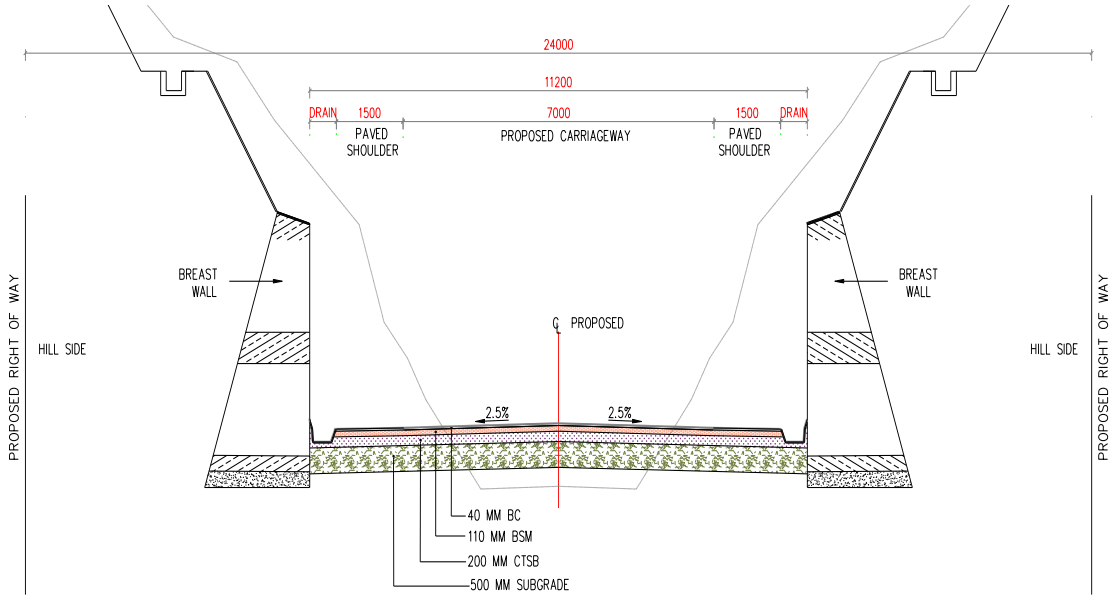 24000
11200
DRAIN 1500 7000 1500 DRAIN
PAVED
SHOULDER
PROPOSED CARRIAGEWAY
PAVED
SHOULDER
PROPOSED RIGHT OF WAY
HILL SIDE
BREAST
WALL
℄ PROPOSED
2.5% 2.5%
BREAST
WALL
HILL SIDE
PROPOSED RIGHT OF WAY
40 MM BC
110 MM BSM
200 MM CTSB
500 MM SUBGRADE